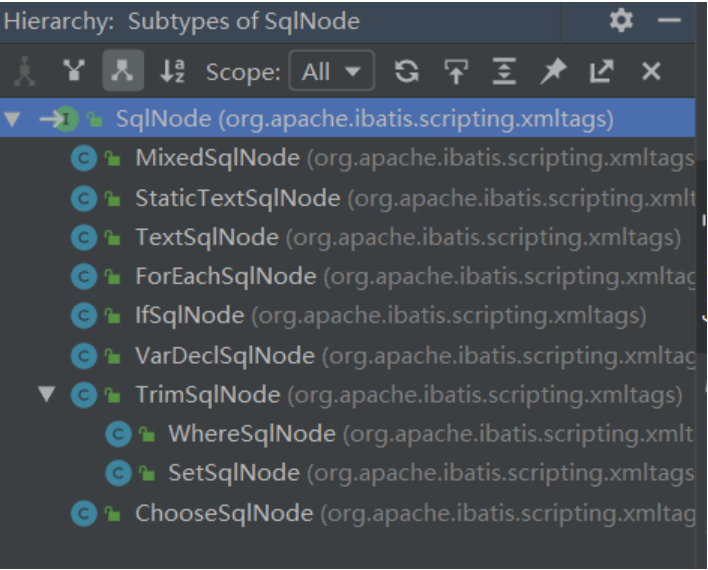 Hierarchy: Subtypes of SqlNode
Scope: All
SqlNode (org.apache.ibatis.scripting.xmltags)
MixedSqlNode (org.apache.ibatis.scripting.xmltags
StaticTextSqlNode (org.apache.ibatis.scripting.xmlt
TextSqlNode (org.apache.ibatis.scripting.xmltags)
ForEachSqlNode (org.apache.ibatis.scripting.xmltag
IfSqlNode (org.apache.ibatis.scripting.xmltags)
VarDeclSqlNode (org.apache.ibatis.scripting.xmltag
TrimSqlNode (org.apache.ibatis.scripting.xmltags)
WhereSqlNode (org.apache.ibatis.scripting.xmlt
SetSqlNode (org.apache.ibatis.scripting.xmltags
ChooseSqlNode (org.apache.ibatis.scripting.xmltag